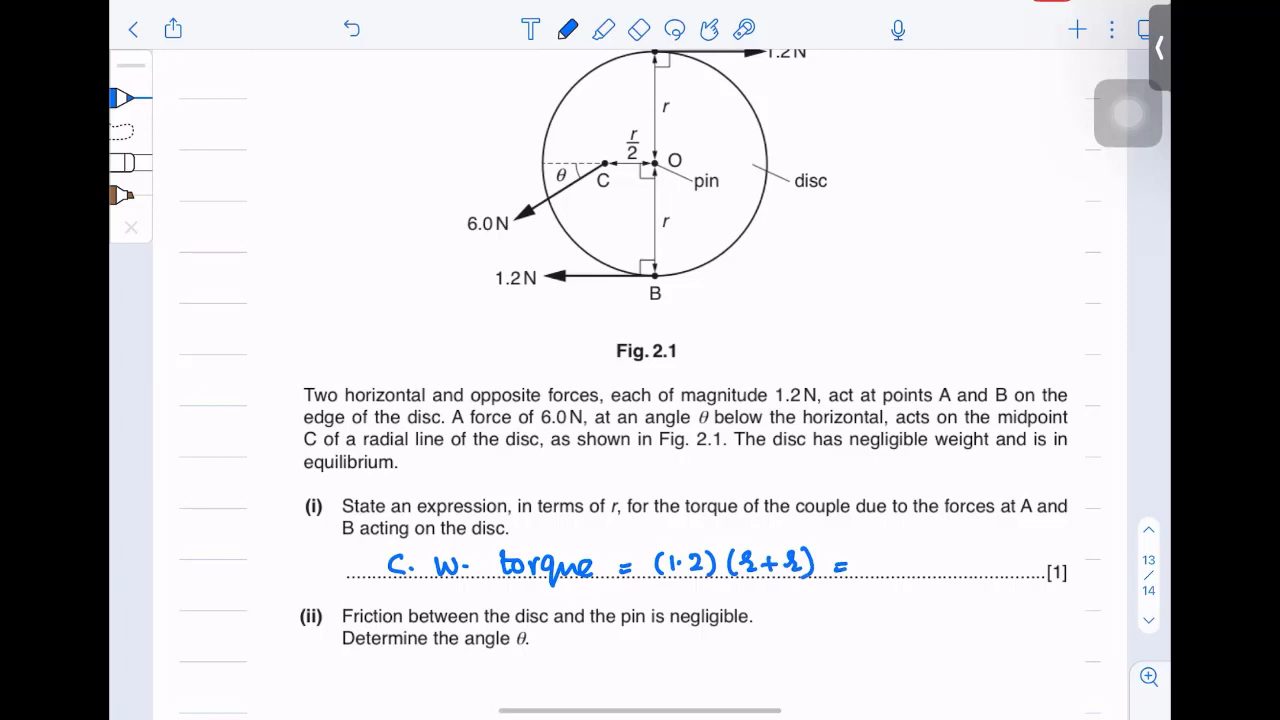 1.2 N
r
r
2
O
θ
C
pin
disc
6.0 N
r
1.2 N
B
Fig. 2.1
Two horizontal and opposite forces, each of magnitude 1.2 N, act at points A and B on the
edge of the disc. A force of 6.0 N, at an angle θ below the horizontal, acts on the midpoint
C of a radial line of the disc, as shown in Fig. 2.1. The disc has negligible weight and is in
equilibrium.
(i) State an expression, in terms of r, for the torque of the couple due to the forces at A and
B acting on the disc.
C. W. torque = (1.2) (r+r) =
[1]
(ii) Friction between the disc and the pin is negligible.
Determine the angle θ.
13
/
14